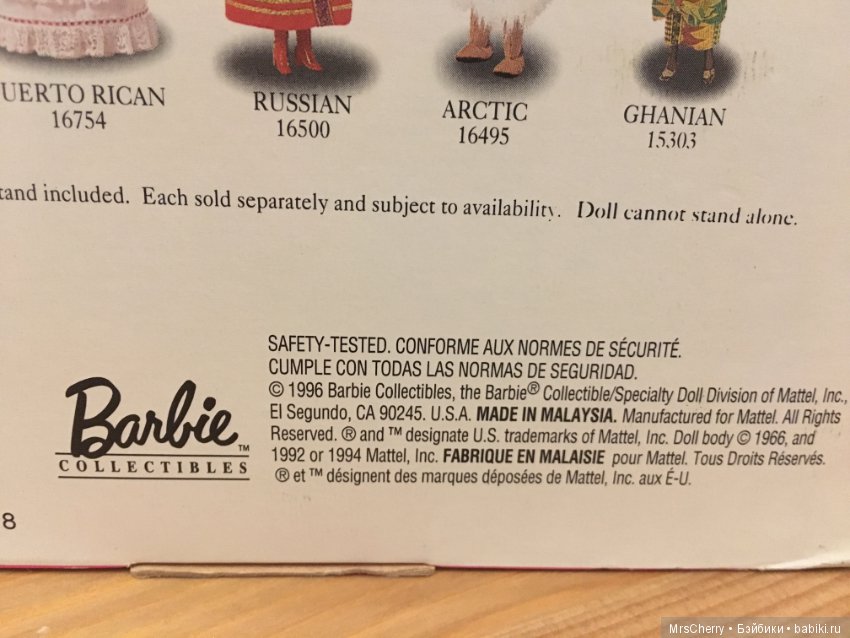 UERTO RICAN
16754
RUSSIAN
16500
ARCTIC
16495
GHANIAN
15303
tand included. Each sold separately and subject to availability. Doll cannot stand alone.
SAFETY-TESTED. CONFORME AUX NORMES DE SÉCURITÉ.
CUMPLE CON TODAS LAS NORMAS DE SEGURIDAD.
© 1996 Barbie Collectibles, the Barbie® Collectible/Specialty Doll Division of Mattel, Inc.,
El Segundo, CA 90245. U.S.A. MADE IN MALAYSIA. Manufactured for Mattel. All Rights
Reserved. ® and ™ designate U.S. trademarks of Mattel, Inc. Doll body © 1966, and
1992 or 1994 Mattel, Inc. FABRIQUE EN MALAISIE pour Mattel. Tous Droits Réservés.
® et ™ désignent des marques déposées de Mattel, Inc. aux É-U.
Barbie™
COLLECTIBLES
8
MrsCherry • Бэйбики • babiki.ru